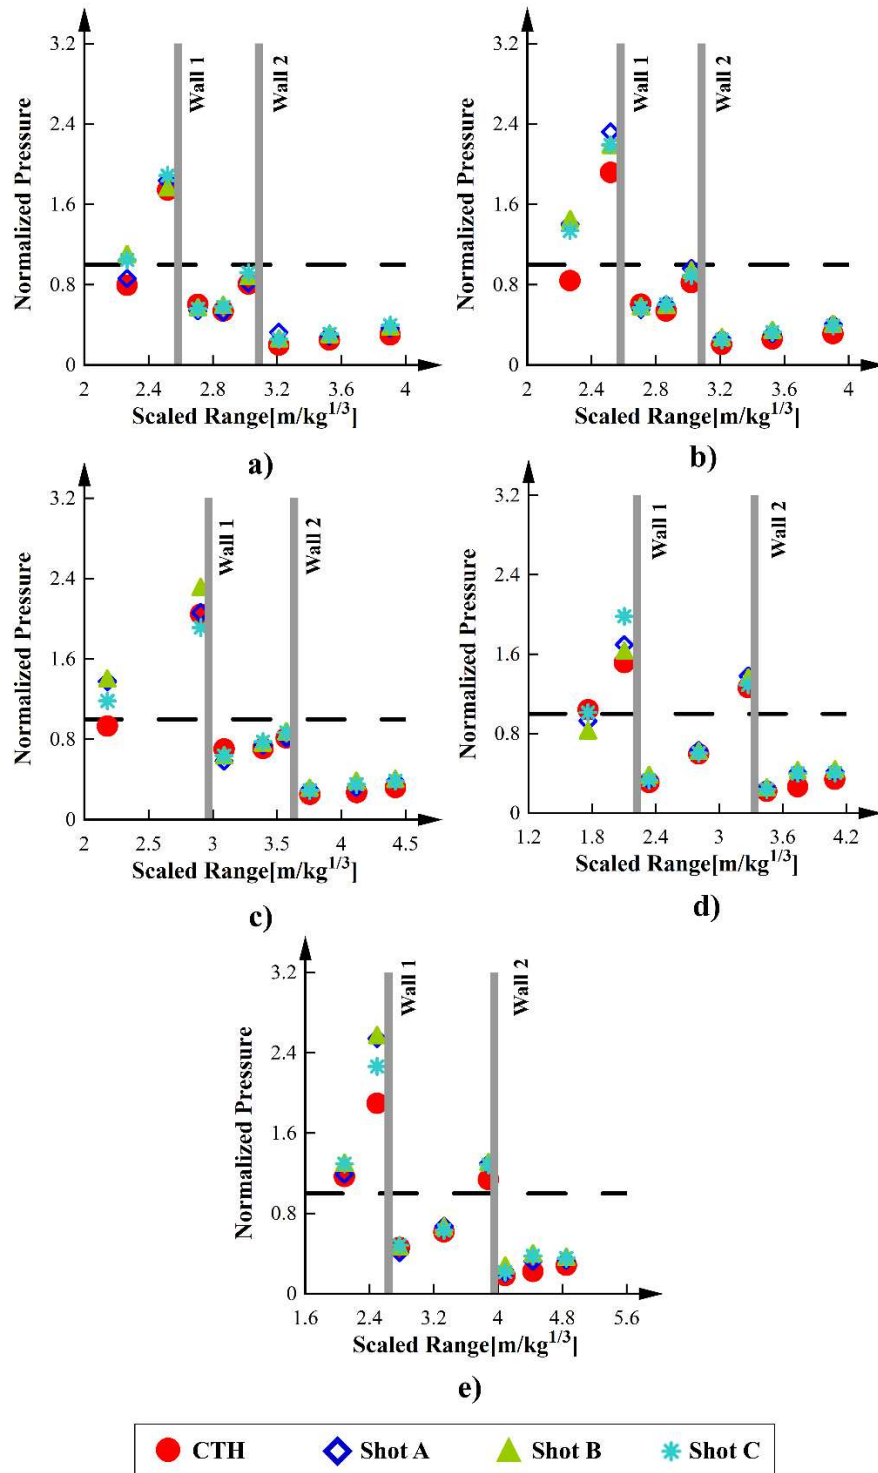 3.2
2.4
1.6
0.8
0
Normalized Pressure
Wall 1
Wall 2
2 2.4 2.8 3.2 3.6 4
Scaled Range[m/kg1/3]
a)
3.2
2.4
1.6
0.8
0
Normalized Pressure
Wall 1
Wall 2
2 2.4 2.8 3.2 3.6 4
Scaled Range[m/kg1/3]
b)
3.2
2.4
1.6
0.8
0
Normalized Pressure
Wall 1
Wall 2
2 2.5 3 3.5 4 4.5
Scaled Range[m/kg1/3]
c)
3.2
2.4
1.6
0.8
0
Normalized Pressure
Wall 1
Wall 2
1.2 1.8 2.4 3 3.6 4.2
Scaled Range[m/kg1/3]
d)
3.2
2.4
1.6
0.8
0
Normalized Pressure
Wall 1
Wall 2
1.6 2.4 3.2 4 4.8 5.6
Scaled Range[m/kg1/3]
e)
CTH Shot A Shot B Shot C